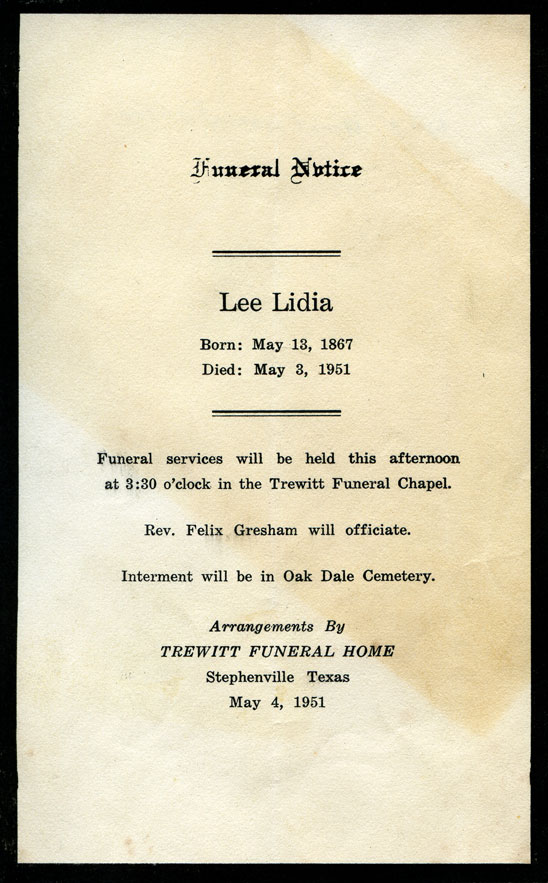 Funeral Notice
Lee Lidia
Born: May 13, 1867
Died: May 3, 1951
Funeral services will be held this afternoon
at 3:30 o'clock in the Trewitt Funeral Chapel.
Rev. Felix Gresham will officiate.
Interment will be in Oak Dale Cemetery.
Arrangements By
TREWITT FUNERAL HOME
Stephenville Texas
May 4, 1951